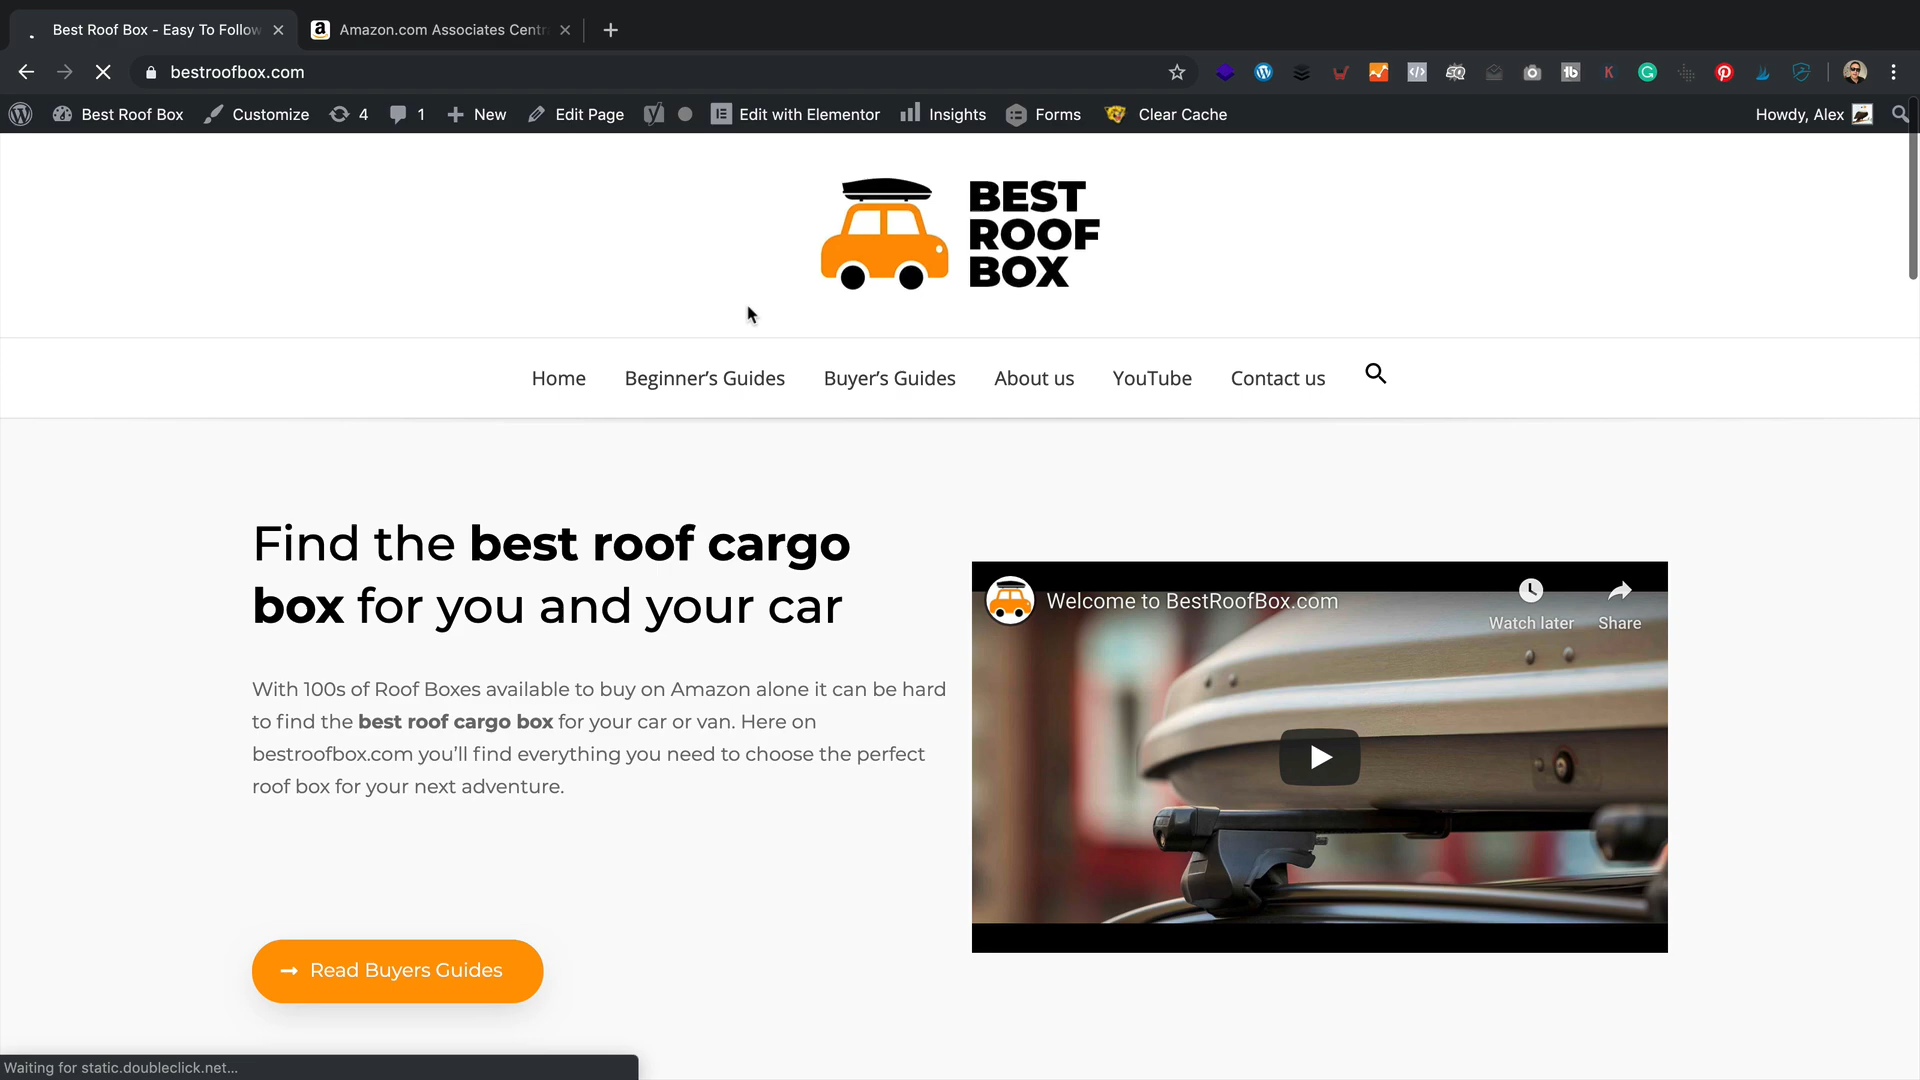 Best Roof Box - Easy To Follow
Amazon.com Associates Centr
bestroofbox.com
Best Roof Box
Customize
4
1
New
Edit Page
Edit with Elementor
Insights
Forms
Clear Cache
Howdy, Alex
BEST
ROOF
BOX
Home
Beginner’s Guides
Buyer’s Guides
About us
YouTube
Contact us
Find the best roof cargo
box for you and your car
With 100s of Roof Boxes available to buy on Amazon alone it can be hard
to find the best roof cargo box for your car or van. Here on
bestroofbox.com you’ll find everything you need to choose the perfect
roof box for your next adventure.
Welcome to BestRoofBox.com
Watch later
Share
Read Buyers Guides
Waiting for static.doubleclick.net...